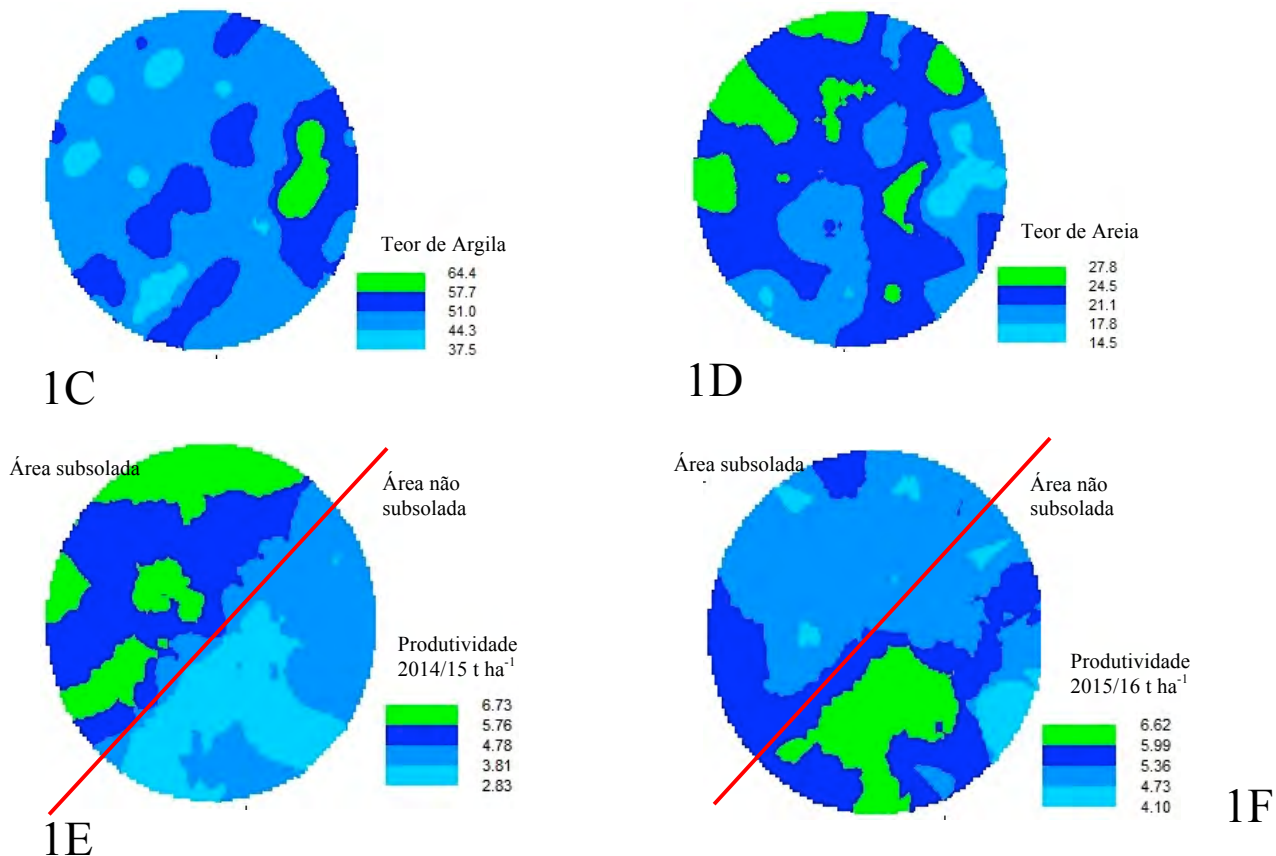 Teor de Argila
64.4
57.7
51.0
44.3
37.5
1C
Teor de Areia
27.8
24.5
21.1
17.8
14.5
1D
Área subsolada
Área não
subsolada
Produtividade
2014/15 t ha⁻¹
6.73
5.76
4.78
3.81
2.83
1E
Área subsolada
Área não
subsolada
Produtividade
2015/16 t ha⁻¹
6.62
5.99
5.36
4.73
4.10
1F